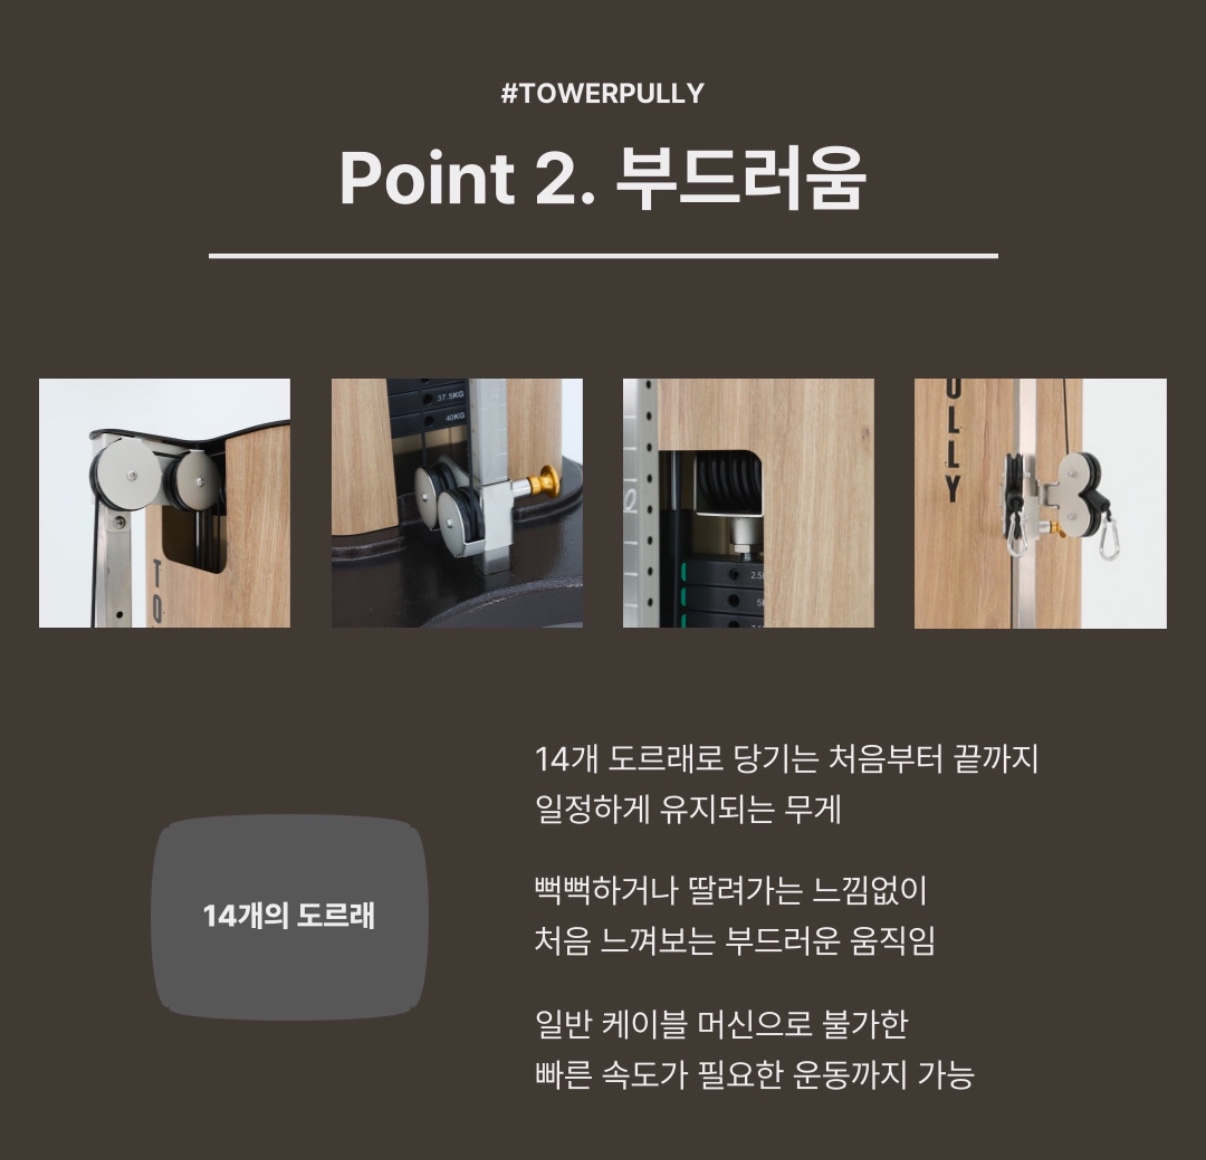 #TOWERPULLY
Point 2. 부드러움
37.5KG
40KG
T
O
2.5
5
U
L
L
Y
14개의 도르래
14개 도르래로 당기는 처음부터 끝까지
일정하게 유지되는 무게
뻑뻑하거나 딸려가는 느낌없이
처음 느껴보는 부드러운 움직임
일반 케이블 머신으로 불가한
빠른 속도가 필요한 운동까지 가능